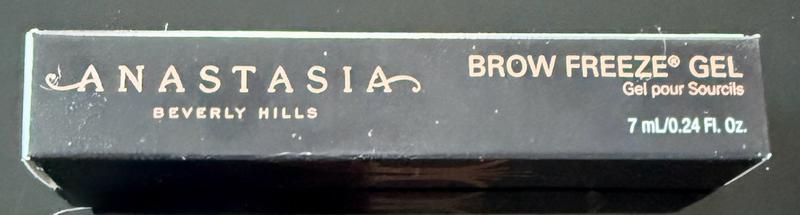 ANASTASIA
BEVERLY HILLS
BROW FREEZE® GEL
Gel pour Sourcils
7 mL/0.24 Fl. Oz.